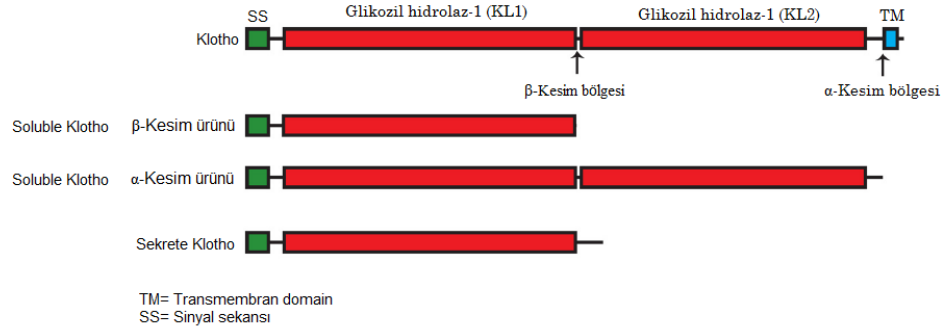 SS Glikozil hidrolaz-1 (KL1) Glikozil hidrolaz-1 (KL2) TM
Klotho
β-Kesim bölgesi α-Kesim bölgesi
Soluble Klotho β-Kesim ürünü
Soluble Klotho α-Kesim ürünü
Sekrete Klotho
TM= Transmembran domain
SS= Sinyal sekansı